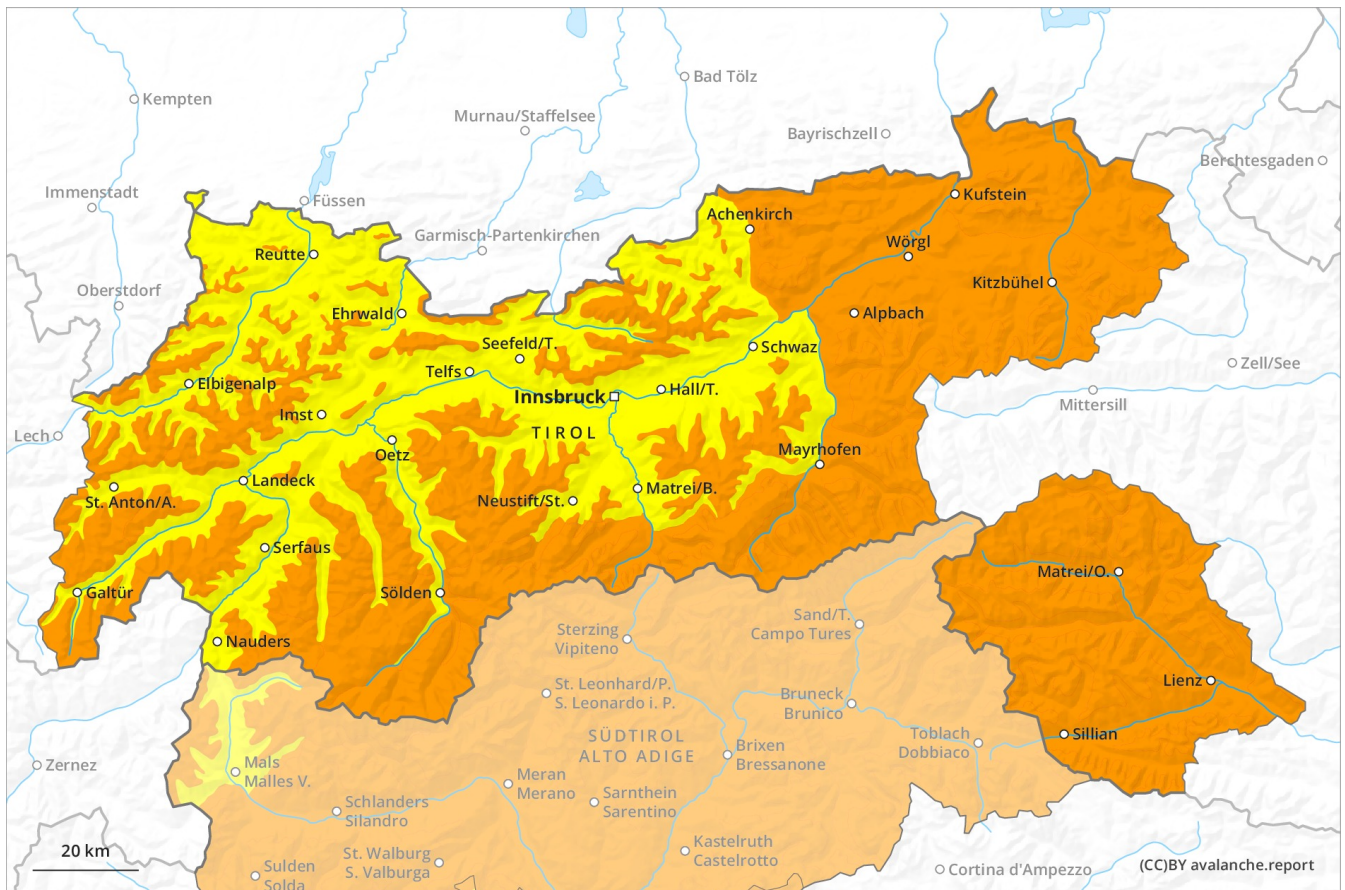 Bad Tölz
Kempten
Murnau/Staffelsee
Bayrischzell
Berchtesgaden
Immenstadt
Füssen
Kufstein
Achenkirch
Garmisch-Partenkirchen
Wörgl
Reutte
Oberstdorf
Kitzbühel
Ehrwald
Alpbach
Seefeld/T.
Schwaz
Zell/See
Telfs
Elbigenalp
Hall/T.
Innsbruck
Mittersill
Imst
TIROL
Lech
Oetz
Mayrhofen
Landeck
Matrei/B.
St. Anton/A.
Neustift/St.
Serfaus
Matrei/O.
Galtür
Sölden
Sand/T.
Campo Tures
Sterzing
Vipiteno
Nauders
Lienz
St. Leonhard/P.
S. Leonardo i. P.
Bruneck
Brunico
Sillian
SÜDTIROL
ALTO ADIGE
Toblach
Dobbiaco
Brixen
Bressanone
Zernez
Mals
Malles V.
Meran
Merano
Sarnthein
Sarentino
Schlanders
Silandro
Kastelruth
Castelrotto
20 km
St. Walburg
S. Valburga
Sulden
Solda
Cortina d'Ampezzo
(CC)BY avalanche.report